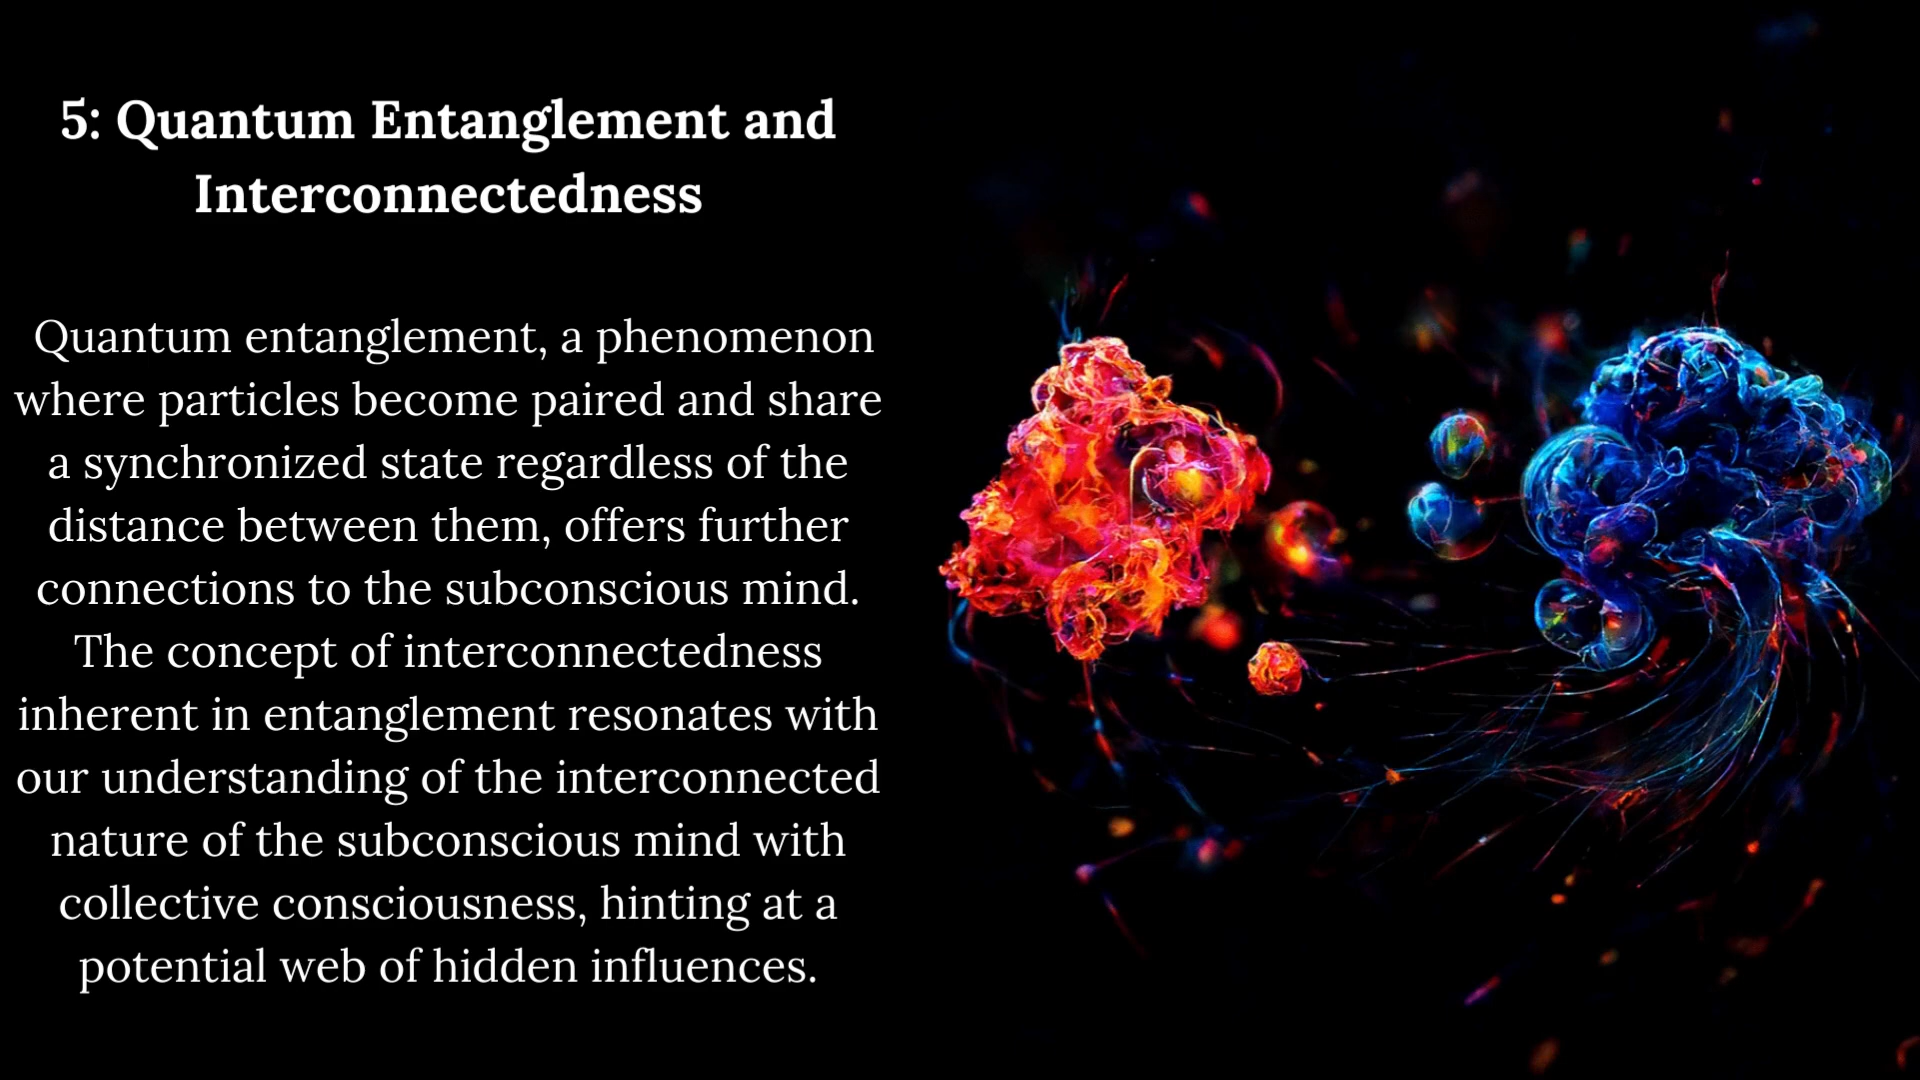 5: Quantum Entanglement and
Interconnectedness
Quantum entanglement, a phenomenon
where particles become paired and share
a synchronized state regardless of the
distance between them, offers further
connections to the subconscious mind.
The concept of interconnectedness
inherent in entanglement resonates with
our understanding of the interconnected
nature of the subconscious mind with
collective consciousness, hinting at a
potential web of hidden influences.